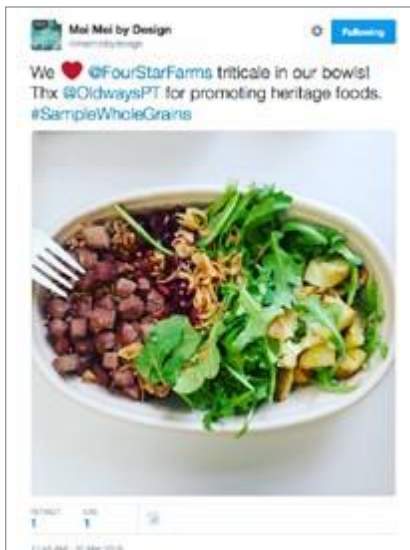 Mei Mei by Design
Following
We ❤ @FourStarFarms triticale in our bowls!
Thx @OldwaysPT for promoting heritage foods.
#SampleWholeGrains
1 1